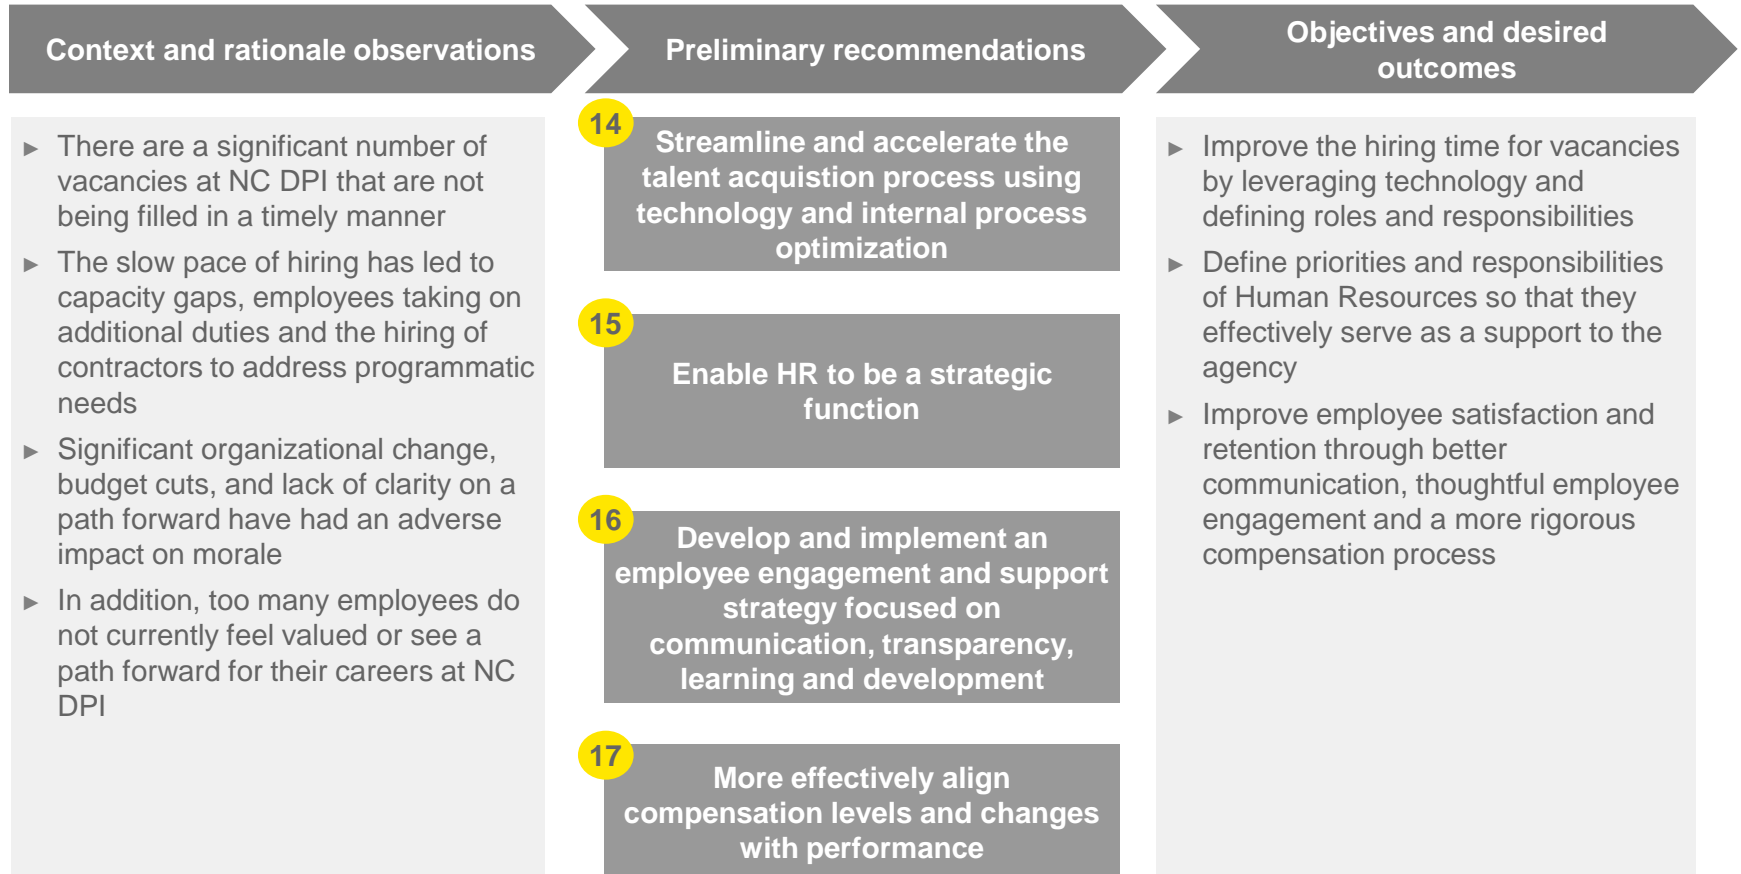 Context and rationale observations
► There are a significant number of
vacancies at NC DPI that are not
being filled in a timely manner
► The slow pace of hiring has led to
capacity gaps, employees taking on
additional duties and the hiring of
contractors to address programmatic
needs
► Significant organizational change,
budget cuts, and lack of clarity on a
path forward have had an adverse
impact on morale
► In addition, too many employees do
not currently feel valued or see a
path forward for their careers at NC
DPI
Preliminary recommendations
14
Streamline and accelerate the
talent acquistion process using
technology and internal process
optimization
15
Enable HR to be a strategic
function
16
Develop and implement an
employee engagement and support
strategy focused on
communication, transparency,
learning and development
17
More effectively align
compensation levels and changes
with performance
Objectives and desired
outcomes
► Improve the hiring time for vacancies
by leveraging technology and
defining roles and responsibilities
► Define priorities and responsibilities
of Human Resources so that they
effectively serve as a support to the
agency
► Improve employee satisfaction and
retention through better
communication, thoughtful employee
engagement and a more rigorous
compensation process